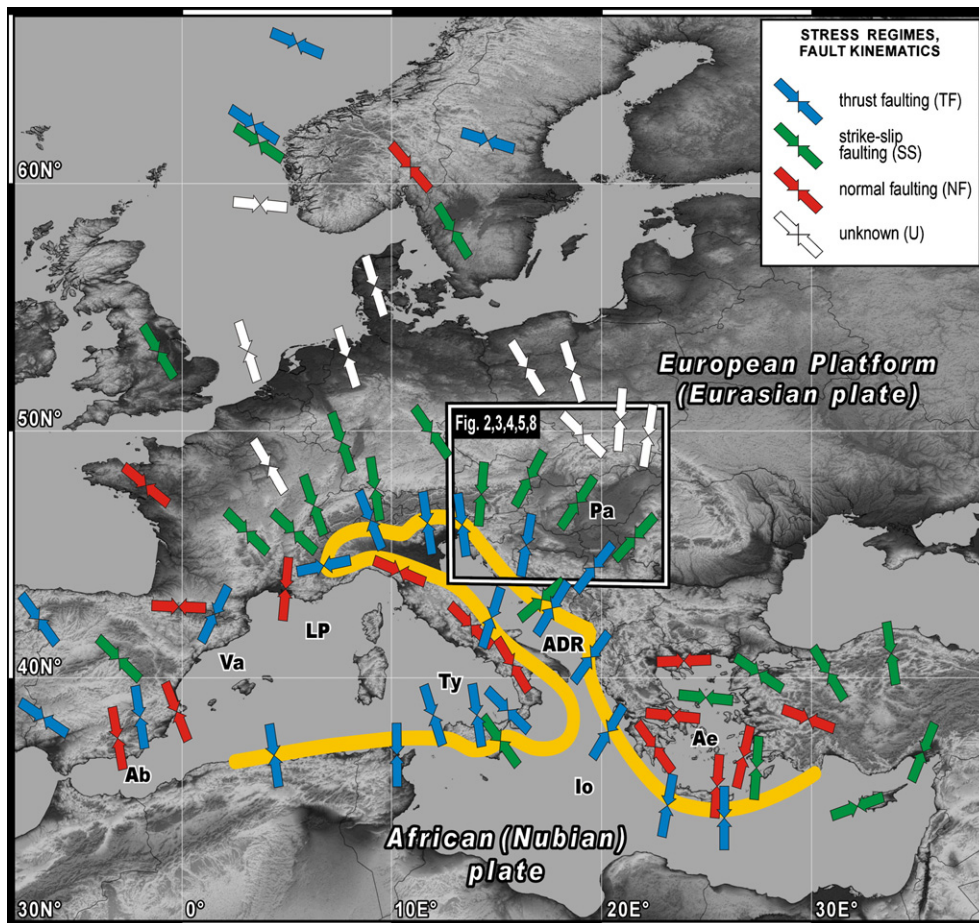 STRESS REGIMES,
FAULT KINEMATICS
thrust faulting (TF)
strike-slip
faulting (SS)
normal faulting (NF)
unknown (U)
60N°
European Platform
(Eurasian plate)
50N°
Fig. 2,3,4,5,8
Pa
LP
ADR
Va
40N°
Ty
Ae
Ab
Io
African (Nubian)
plate
30N°
0°
10E°
20E°
30E°